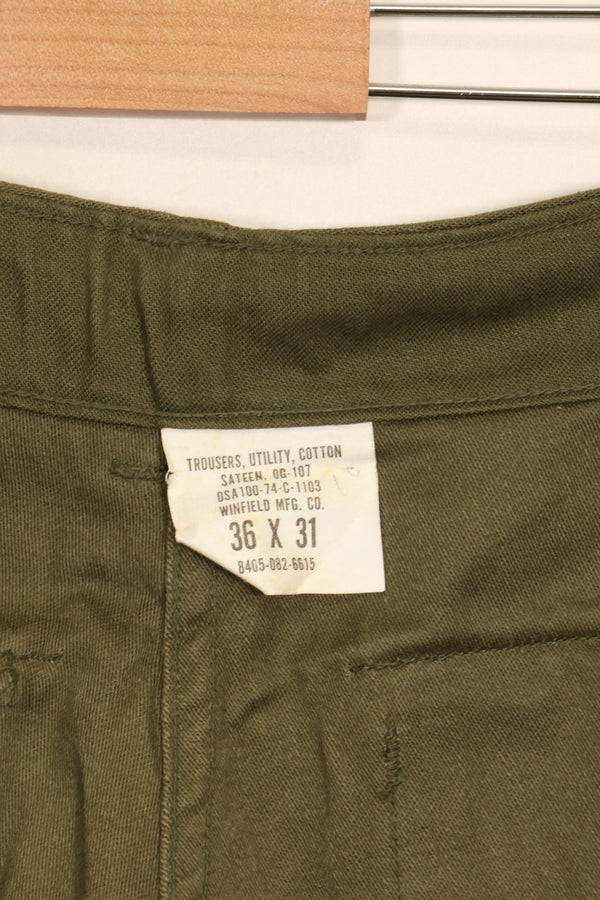 TROUSERS, UTILITY, COTTON
SATEEN, OG-107
DSA100-74-C-1103
WINFIELD MFG. CO.
36 X 31
8405-082-6615